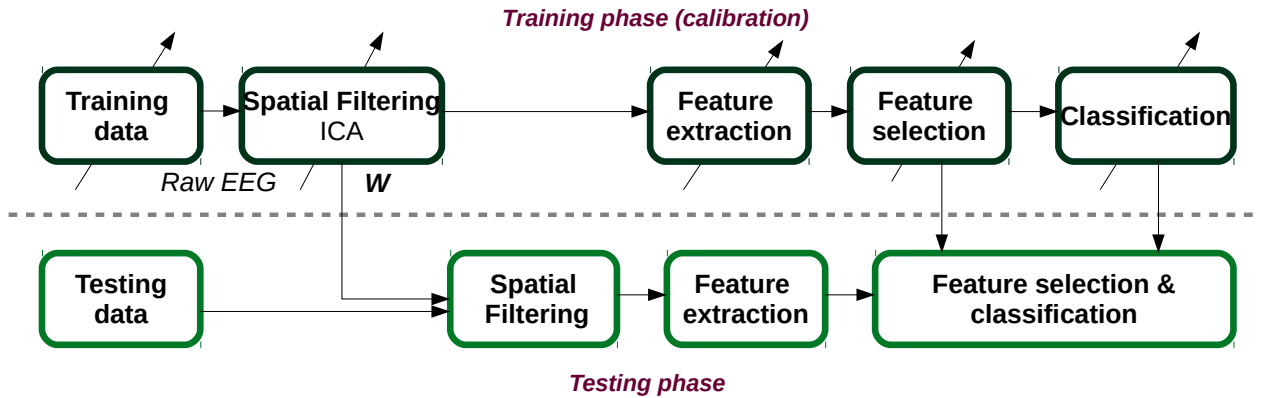 Training phase (calibration)
Training
data
Spatial Filtering
ICA
Feature
extraction
Feature
selection
Classification
Raw EEG
W
Testing
data
Spatial
Filtering
Feature
extraction
Feature selection &
classification
Testing phase